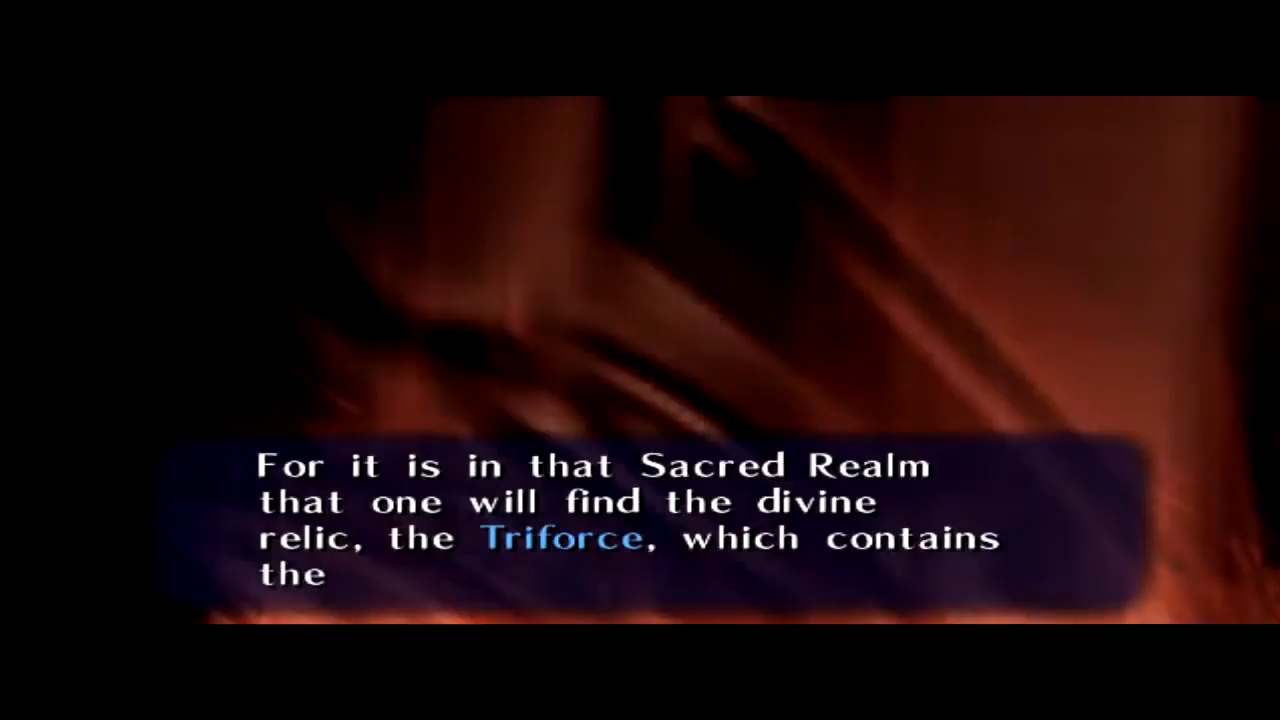 For it is in that Sacred Realm
that one will find the divine
relic, the Triforce, which contains
the